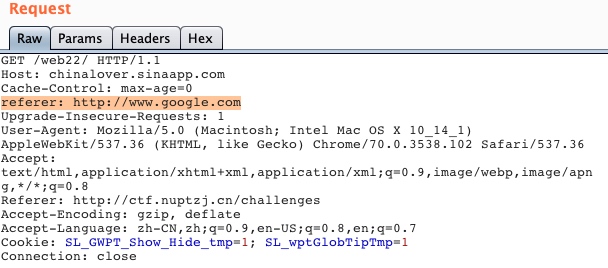 Request
Raw Params Headers Hex
GET /web22/ HTTP/1.1
Host: chinalover.sinaapp.com
Cache-Control: max-age=0
referer: http://www.google.com
Upgrade-Insecure-Requests: 1
User-Agent: Mozilla/5.0 (Macintosh; Intel Mac OS X 10_14_1)
AppleWebKit/537.36 (KHTML, like Gecko) Chrome/70.0.3538.102 Safari/537.36
Accept:
text/html,application/xhtml+xml,application/xml;q=0.9,image/webp,image/apn
g,*/*;q=0.8
Referer: http://ctf.nuptzj.cn/challenges
Accept-Encoding: gzip, deflate
Accept-Language: zh-CN,zh;q=0.9,en-US;q=0.8,en;q=0.7
Cookie: SL_GWPT_Show_Hide_tmp=1; SL_wptGlobTipTmp=1
Connection: close